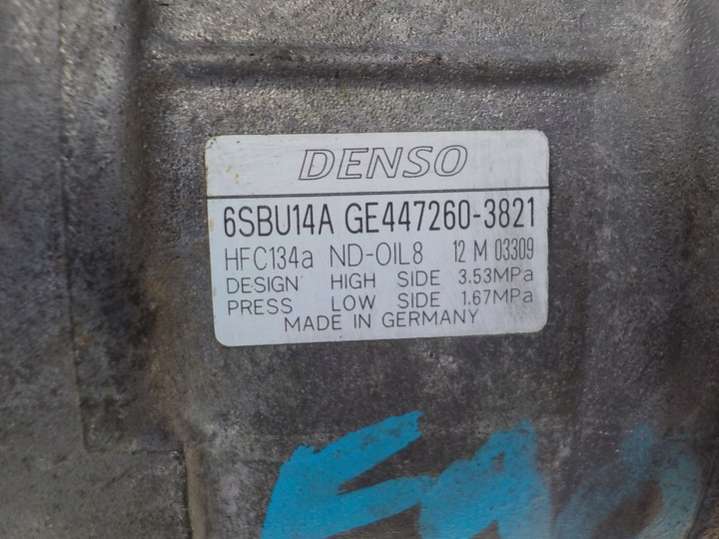 DENSO
6SBU14A GE447260-3821
HFC134a ND-OIL8 12 M 03309
DESIGN HIGH SIDE 3.53MPa
PRESS LOW SIDE 1.67MPa
MADE IN GERMANY